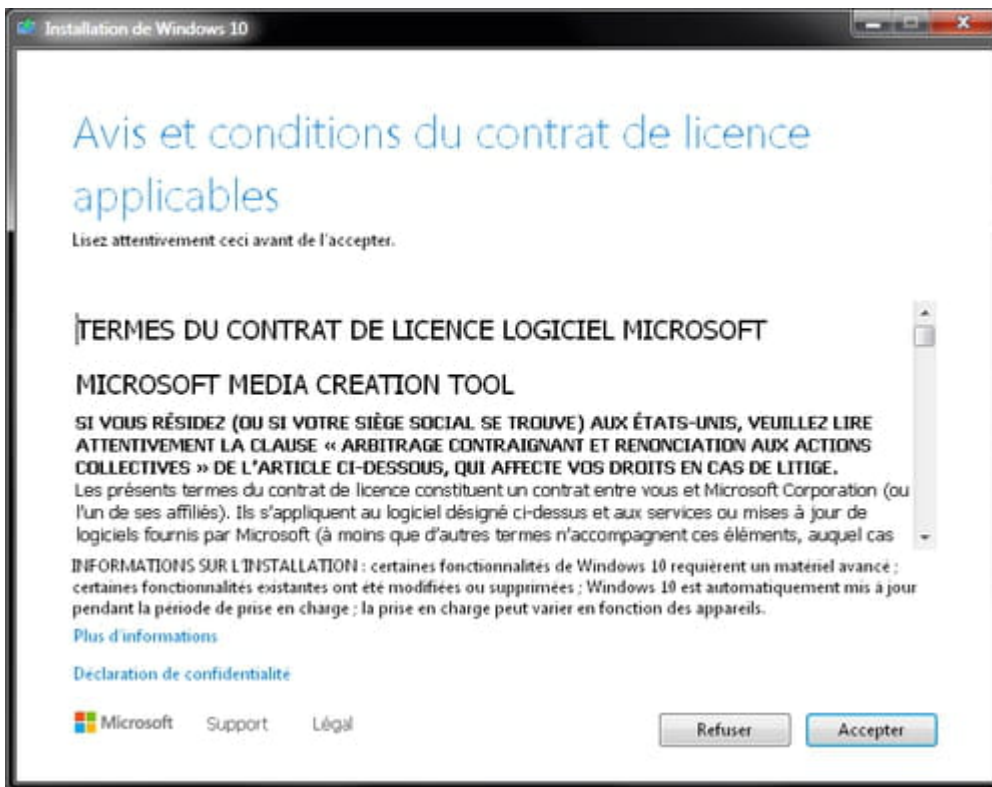 Installation de Windows 10
Avis et conditions du contrat de licence
applicables
Lisez attentivement ceci avant de l'accepter.
TERMES DU CONTRAT DE LICENCE LOGICIEL MICROSOFT
MICROSOFT MEDIA CREATION TOOL
SI VOUS RÉSIDEZ (OU SI VOTRE SIÈGE SOCIAL SE TROUVE) AUX ÉTATS-UNIS, VEUILLEZ LIRE
ATTENTIVEMENT LA CLAUSE « ARBITRAGE CONTRAIGNANT ET RENONCIATION AUX ACTIONS
COLLECTIVES » DE L'ARTICLE CI-DESSOUS, QUI AFFECTE VOS DROITS EN CAS DE LITIGE.
Les présents termes du contrat de licence constituent un contrat entre vous et Microsoft Corporation (ou
l'un de ses affiliés). Ils s'appliquent au logiciel désigné ci-dessus et aux services ou mises à jour de
logiciels fournis par Microsoft (à moins que d'autres termes n'accompagnent ces éléments, auquel cas
INFORMATIONS SUR L'INSTALLATION : certaines fonctionnalités de Windows 10 requièrent un matériel avancé ;
certaines fonctionnalités existantes ont été modifiées ou supprimées ; Windows 10 est automatiquement mis à jour
pendant la période de prise en charge ; la prise en charge peut varier en fonction des appareils.
Plus d'informations
Déclaration de confidentialité
Microsoft Support Légal Refuser Accepter